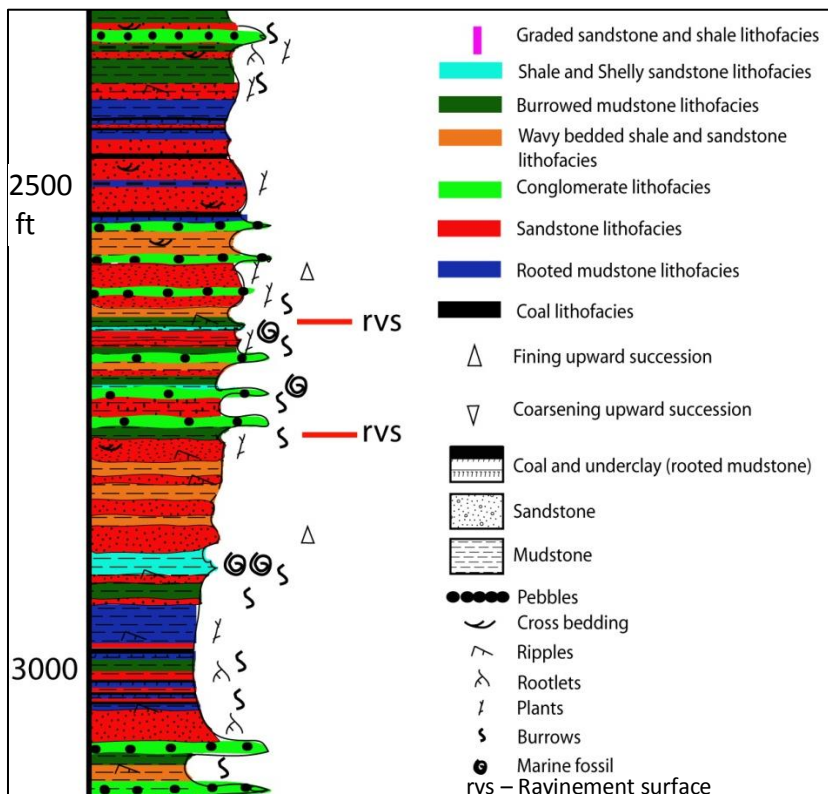 2500
ft
3000
rvs
rvs
Graded sandstone and shale lithofacies
Shale and Shelly sandstone lithofacies
Burrowed mudstone lithofacies
Wavy bedded shale and sandstone
lithofacies
Conglomerate lithofacies
Sandstone lithofacies
Rooted mudstone lithofacies
Coal lithofacies
Fining upward succession
Coarsening upward succession
Coal and underclay (rooted mudstone)
Sandstone
Mudstone
Pebbles
Cross bedding
Ripples
Rootlets
Plants
Burrows
Marine fossil
rvs – Ravinement surface